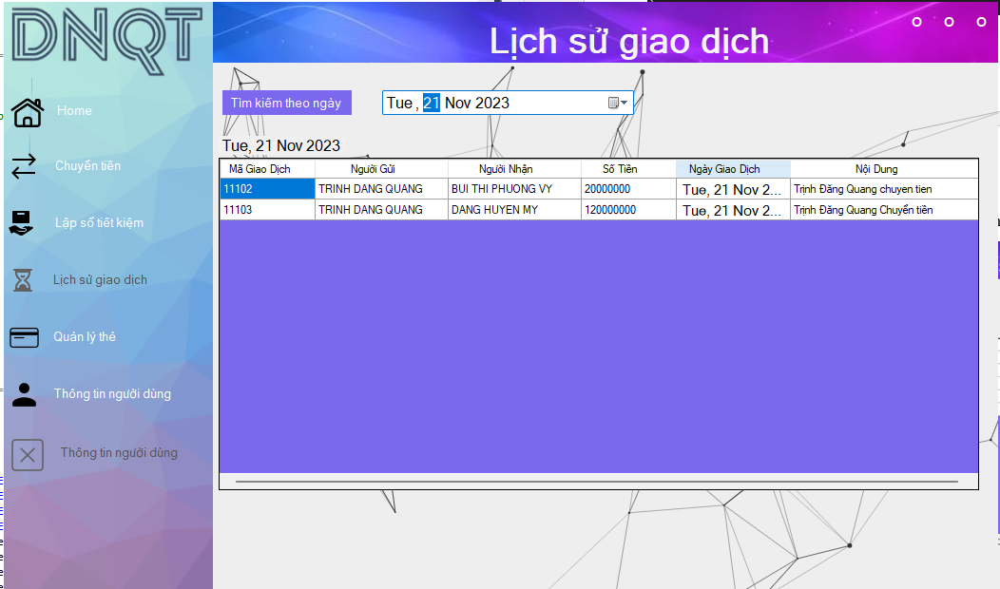 DNQT
Lịch sử giao dịch
Home
Chuyển tiền
Lập sổ tiết kiệm
Lịch sử giao dịch
Quản lý thẻ
Thông tin người dùng
Thông tin người dùng
Tìm kiếm theo ngày
Tue , 21 Nov 2023
Tue, 21 Nov 2023
Mã Giao Dịch Người Gửi Người Nhận Số Tiền Ngày Giao Dịch Nội Dung
11102 TRINH DANG QUANG BUI THI PHUONG VY 20000000 Tue, 21 Nov 2... Trịnh Đăng Quang chuyen tien
11103 TRINH DANG QUANG DANG HUYEN MY 120000000 Tue, 21 Nov 2... Trịnh Đăng Quang Chuyển tiền